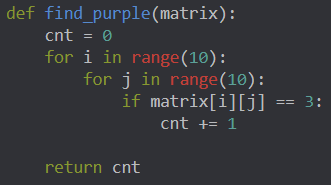 def find_purple(matrix):
    cnt = 0
    for i in range(10):
        for j in range(10):
            if matrix[i][j] == 3:
                cnt += 1

    return cnt